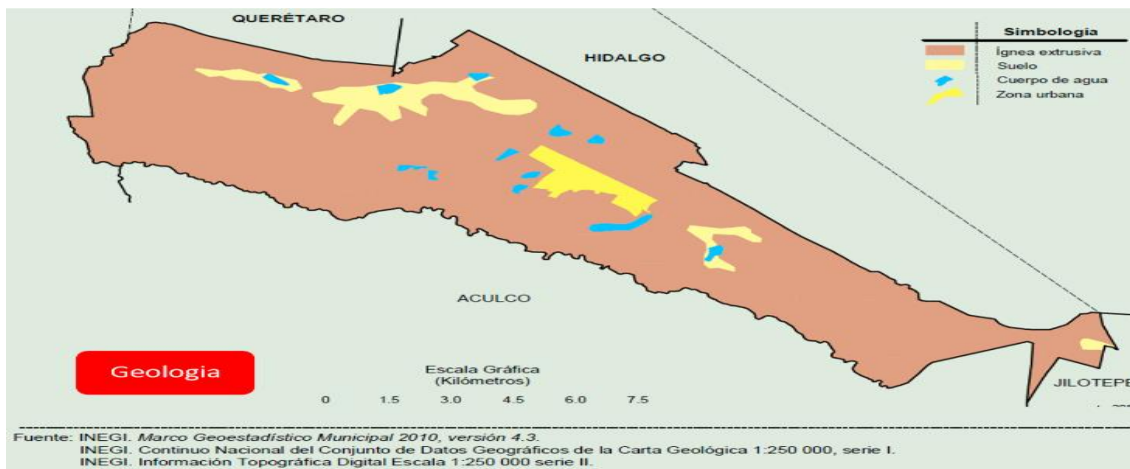 QUERÉTARO
HIDALGO
Simbología
Ígnea extrusiva
Suelo
Cuerpo de agua
Zona urbana
ACULCO
Geologia
Escala Gráfica
(Kilómetros)
0 1.5 3.0 4.5 6.0 7.5
JILOTEPE
Fuente: INEGI. Marco Geoestadístico Municipal 2010, versión 4.3.
INEGI. Continuo Nacional del Conjunto de Datos Geográficos de la Carta Geológica 1:250 000, serie I.
INEGI. Información Topográfica Digital Escala 1:250 000 serie II.